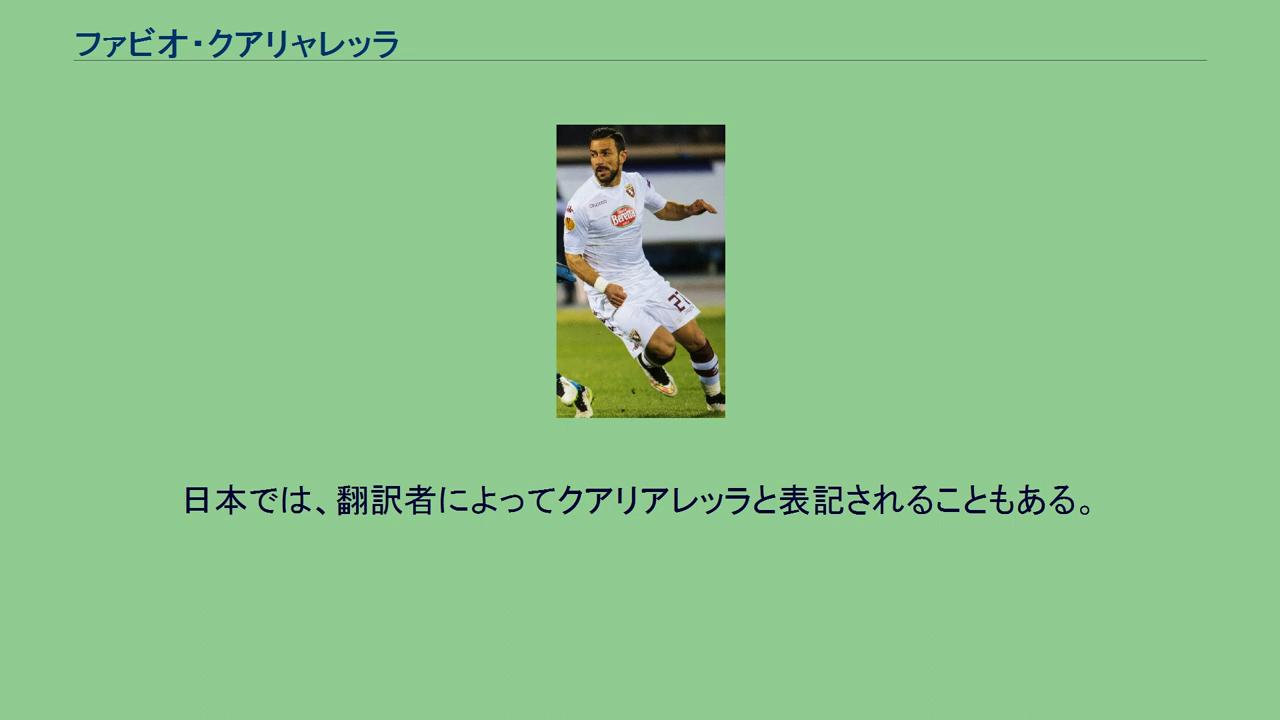 ファビオ・クアリャレッラ
Beretta
27
日本では、翻訳者によってクアリアレッラと表記されることもある。